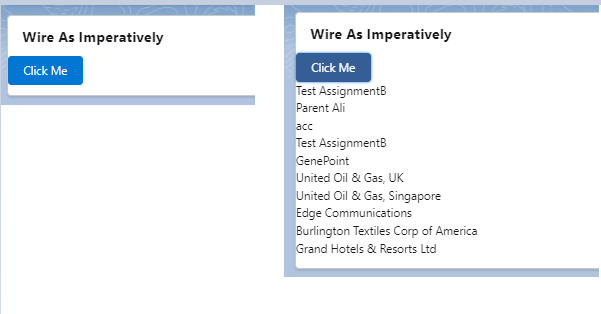 Wire As Imperatively
Click Me
Wire As Imperatively
Click Me
Test AssignmentB
Parent Ali
acc
Test AssignmentB
GenePoint
United Oil & Gas, UK
United Oil & Gas, Singapore
Edge Communications
Burlington Textiles Corp of America
Grand Hotels & Resorts Ltd